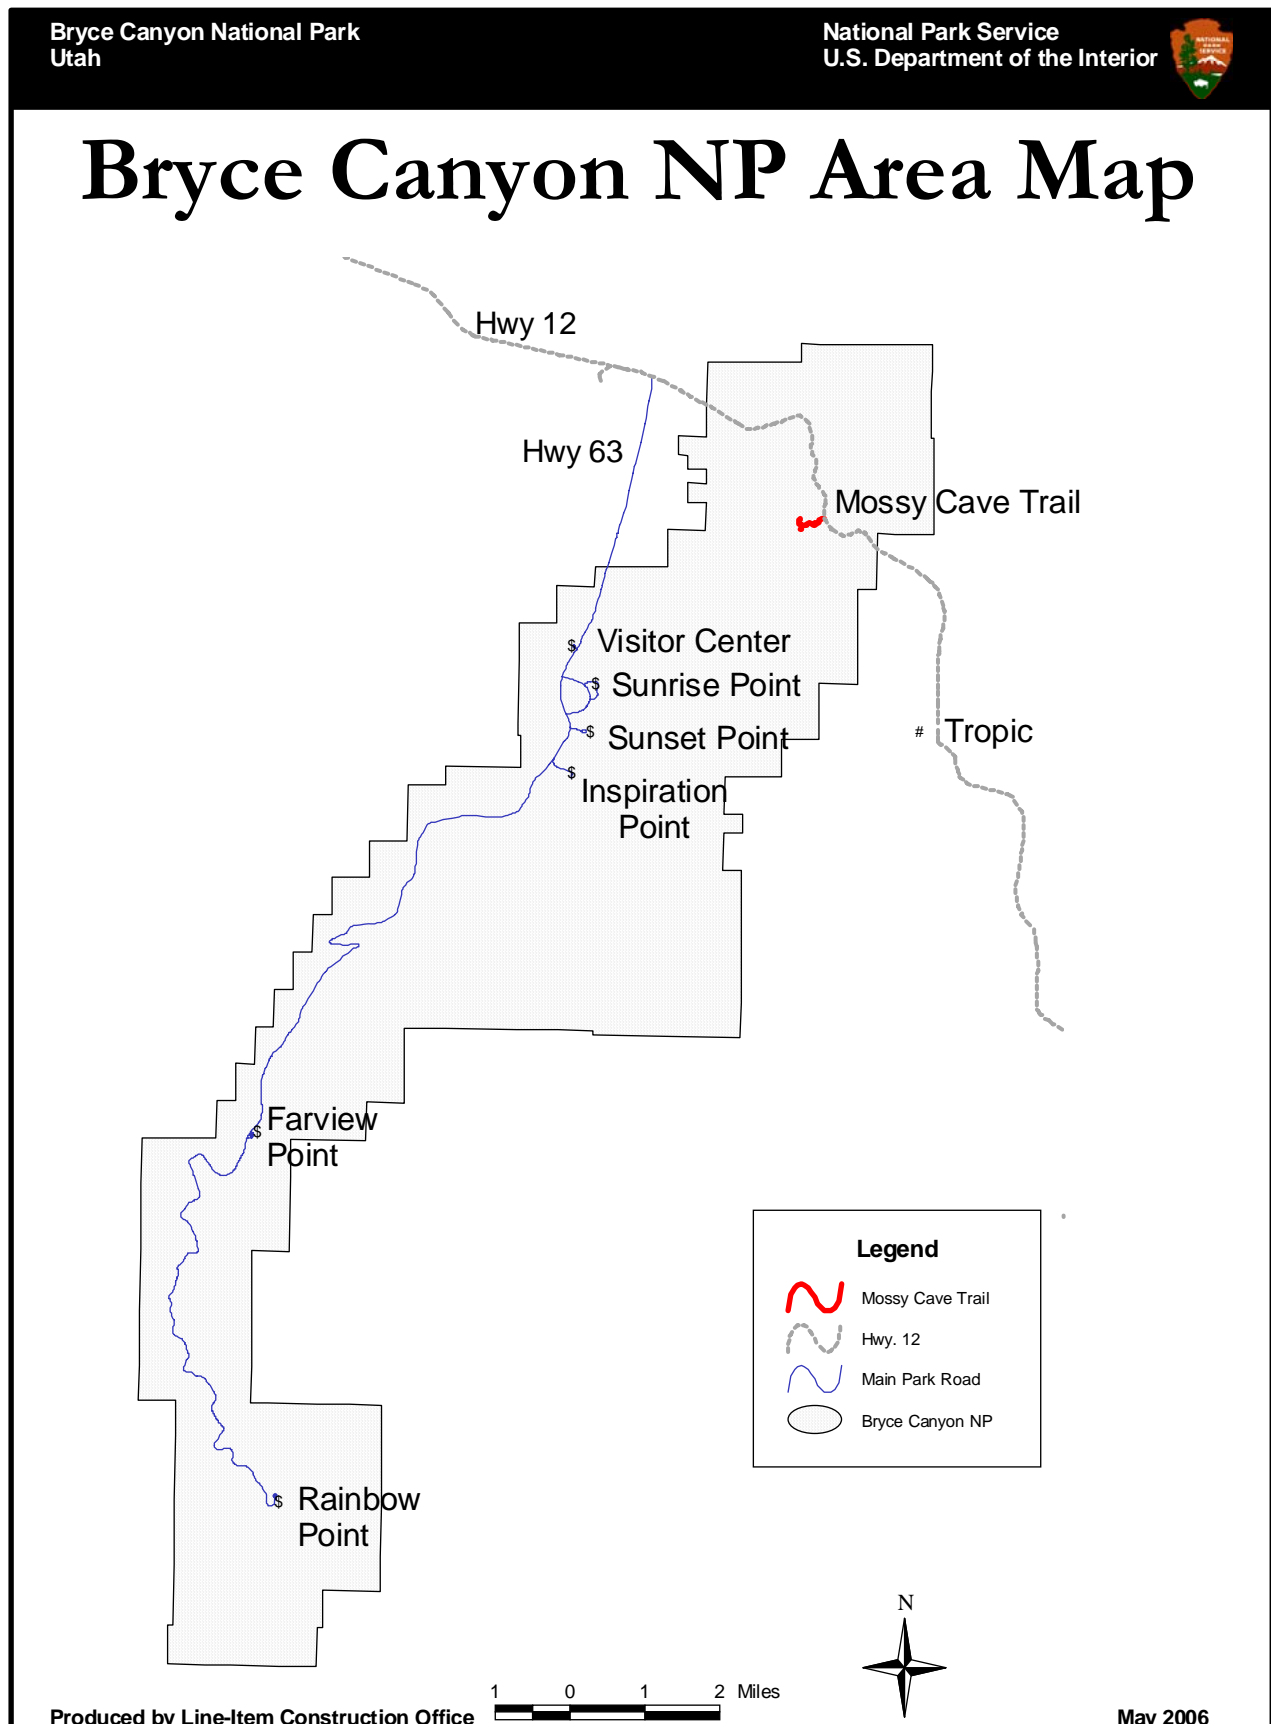 Bryce Canyon National Park
Utah
National Park Service
U.S. Department of the Interior
NATIONAL
PARK
SERVICE
Bryce Canyon NP Area Map
Hwy 12
Hwy 63
Mossy Cave Trail
$ Visitor Center
$ Sunrise Point
$ Sunset Point
# Tropic
$ Inspiration
Point
$ Farview
Point
Legend
Mossy Cave Trail
Hwy. 12
Main Park Road
Bryce Canyon NP
$ Rainbow
Point
N
1 0 1 2 Miles
Produced by Line-Item Construction Office
May 2006